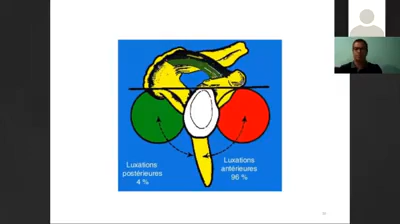 Luxations
postérieures
4 %
Luxations
antérieures
96 %